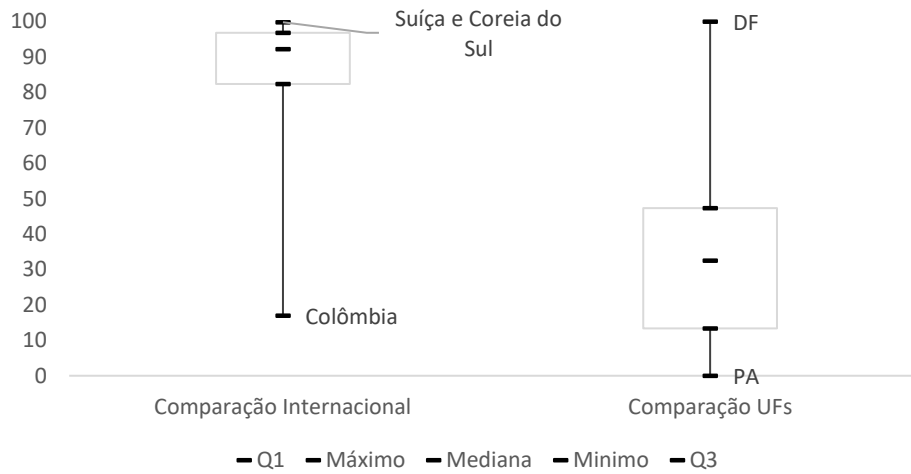 100
90
80
70
60
50
40
30
20
10
0
Suíça e Coreia do
Sul
Colômbia
DF
PA
Comparação Internacional
Comparação UFs
Q1 Máximo Mediana Minimo Q3